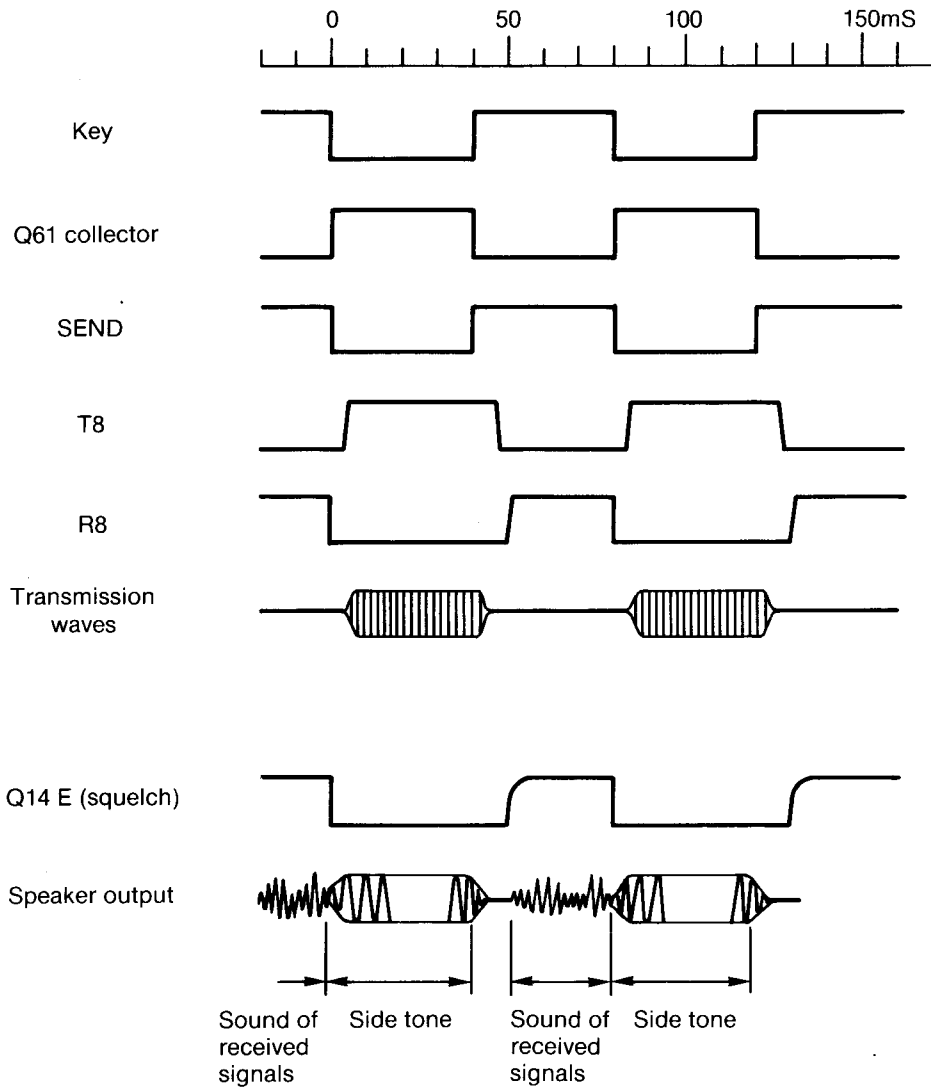 0 50 100 150mS
Key
Q61 collector
SEND
T8
R8
Transmission
waves
Q14 E (squelch)
Speaker output
Sound of
received
signals
Side tone
Sound of
received
signals
Side tone